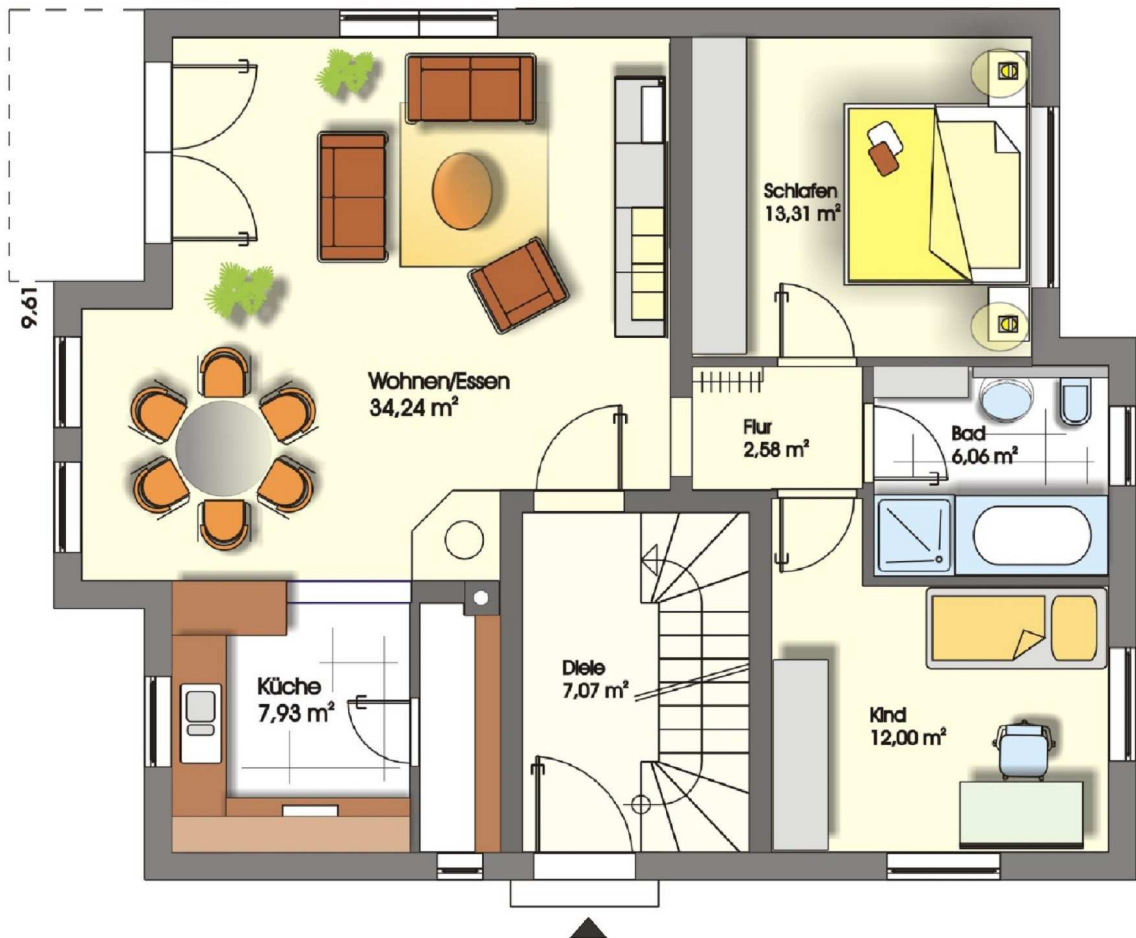 Schlafen
13,31 m²
9.61
Wohnen/Essen
34,24 m²
Flur
2,58 m²
Bad
6,06 m²
Küche
7,93 m²
Diele
7,07 m²
Kind
12,00 m²